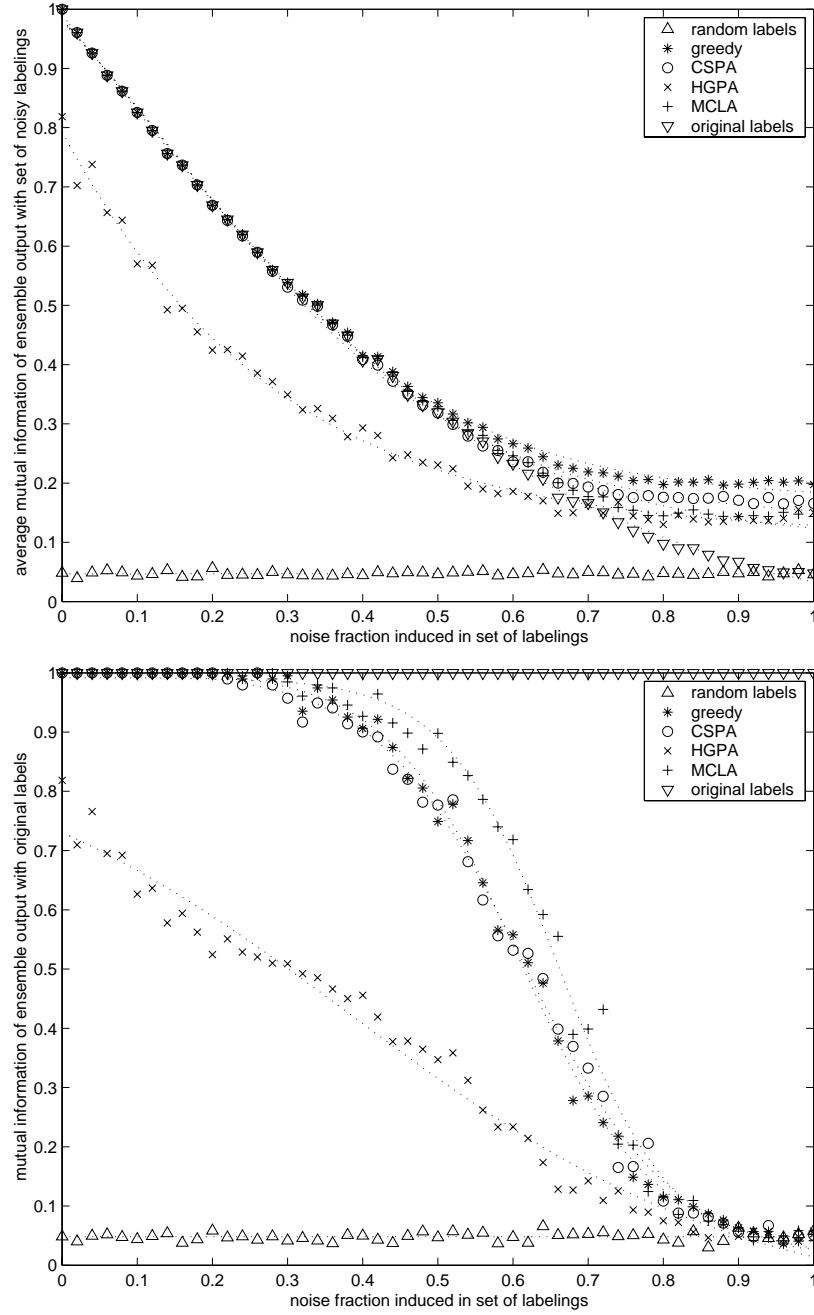 1
0.9
0.8
0.7
0.6
0.5
0.4
0.3
0.2
0.1
0
average mutual information of ensemble output with set of noisy labelings
random labels
greedy
CSPA
HGPA
MCLA
original labels
0 0.1 0.2 0.3 0.4 0.5 0.6 0.7 0.8 0.9 1
noise fraction induced in set of labelings
1
0.9
0.8
0.7
0.6
0.5
0.4
0.3
0.2
0.1
0
mutual information of ensemble output with original labels
random labels
greedy
CSPA
HGPA
MCLA
original labels
0 0.1 0.2 0.3 0.4 0.5 0.6 0.7 0.8 0.9 1
noise fraction induced in set of labelings